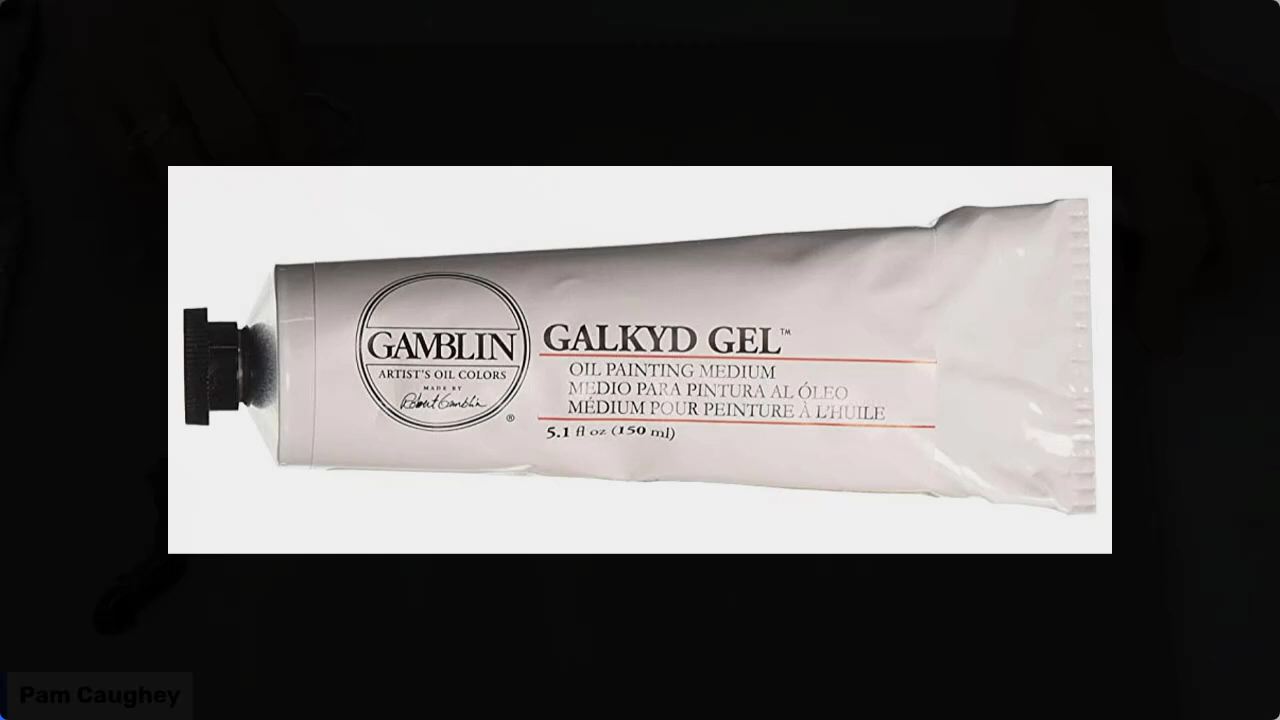 GAMBLIN
ARTIST'S OIL COLORS
MADE BY
Robert Gamblin
®
GALKYD GEL™
OIL PAINTING MEDIUM
MEDIO PARA PINTURA AL ÓLEO
MÉDIUM POUR PEINTURE À L'HUILE
5.1 fl oz (150 ml)
Pam Caughey